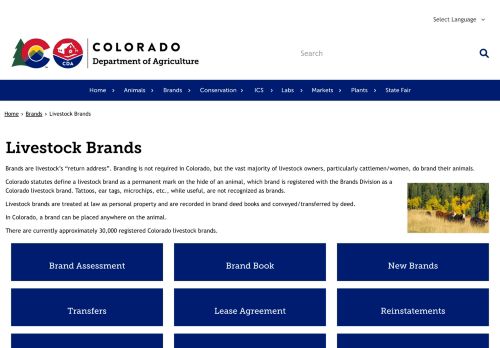 Select Language
COLORADO
Department of Agriculture
CDA
Search
Home > Animals > Brands > Conservation > ICS > Labs > Markets > Plants > State Fair
Home > Brands > Livestock Brands
Livestock Brands
Brands are livestock's "return address". Branding is not required in Colorado, but the vast majority of livestock owners, particularly cattlemen/women, do brand their animals.
Colorado statutes define a livestock brand as a permanent mark on the hide of an animal, which brand is registered with the Brands Division as a
Colorado livestock brand. Tattoos, ear tags, microchips, etc., while useful, are not recognized as brands.
Livestock brands are treated at law as personal property and are recorded in brand deed books and conveyed/transferred by deed.
In Colorado, a brand can be placed anywhere on the animal.
There are currently approximately 30,000 registered Colorado livestock brands.
Brand Assessment
Brand Book
New Brands
Transfers
Lease Agreement
Reinstatements